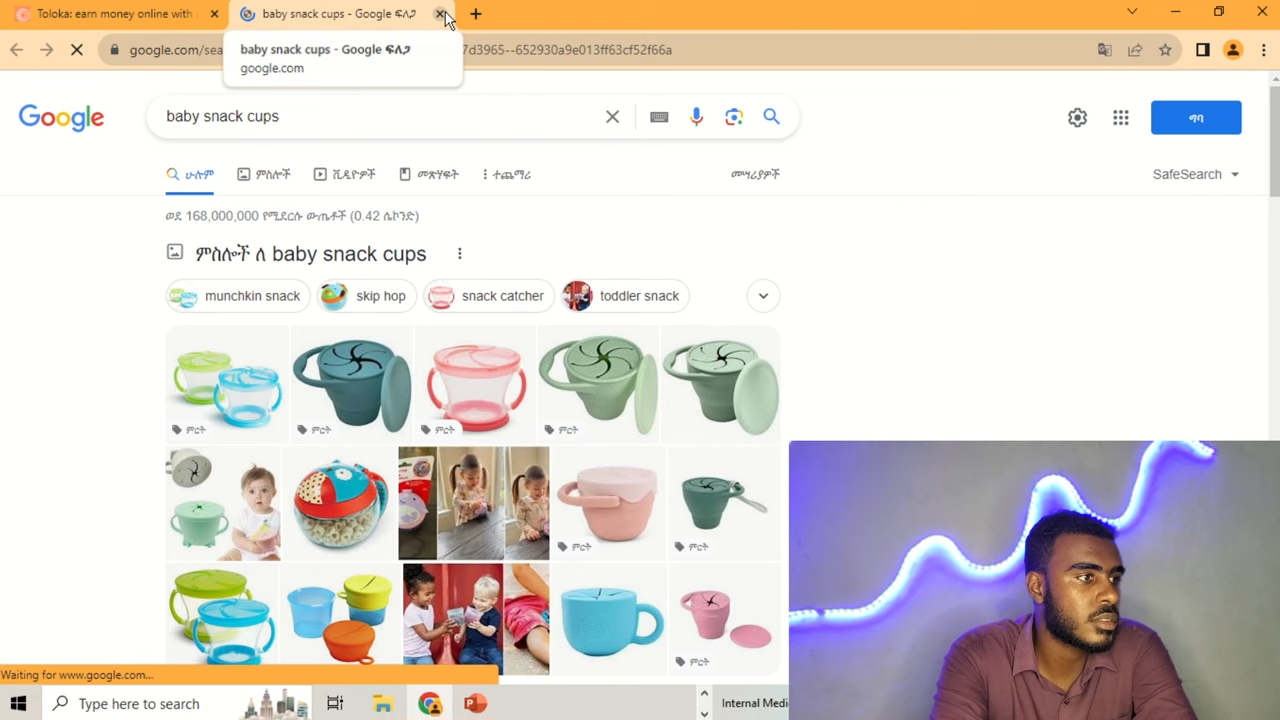 Toloka: earn money online with
baby snack cups - Google ፍለጋ
google.com/sea
7d3965--652930a9e013ff63cf52f66a
baby snack cups - Google ፍለጋ
google.com
Google
baby snack cups
ግባ
ሁሉም
ምስሎች
ቪዲዮዎች
መጽሃፍት
ተጨማሪ
መሣሪያዎች
SafeSearch
ወደ 168,000,000 የሚደርሱ ውጤቶች (0.42 ሴኮንድ)
ምስሎች ለ baby snack cups
munchkin snack
skip hop
snack catcher
toddler snack
ምርት
ምርት
ምርት
ምርት
ምርት
ምርት
ምርት
Waiting for www.google.com...
Type here to search
Internal Medi